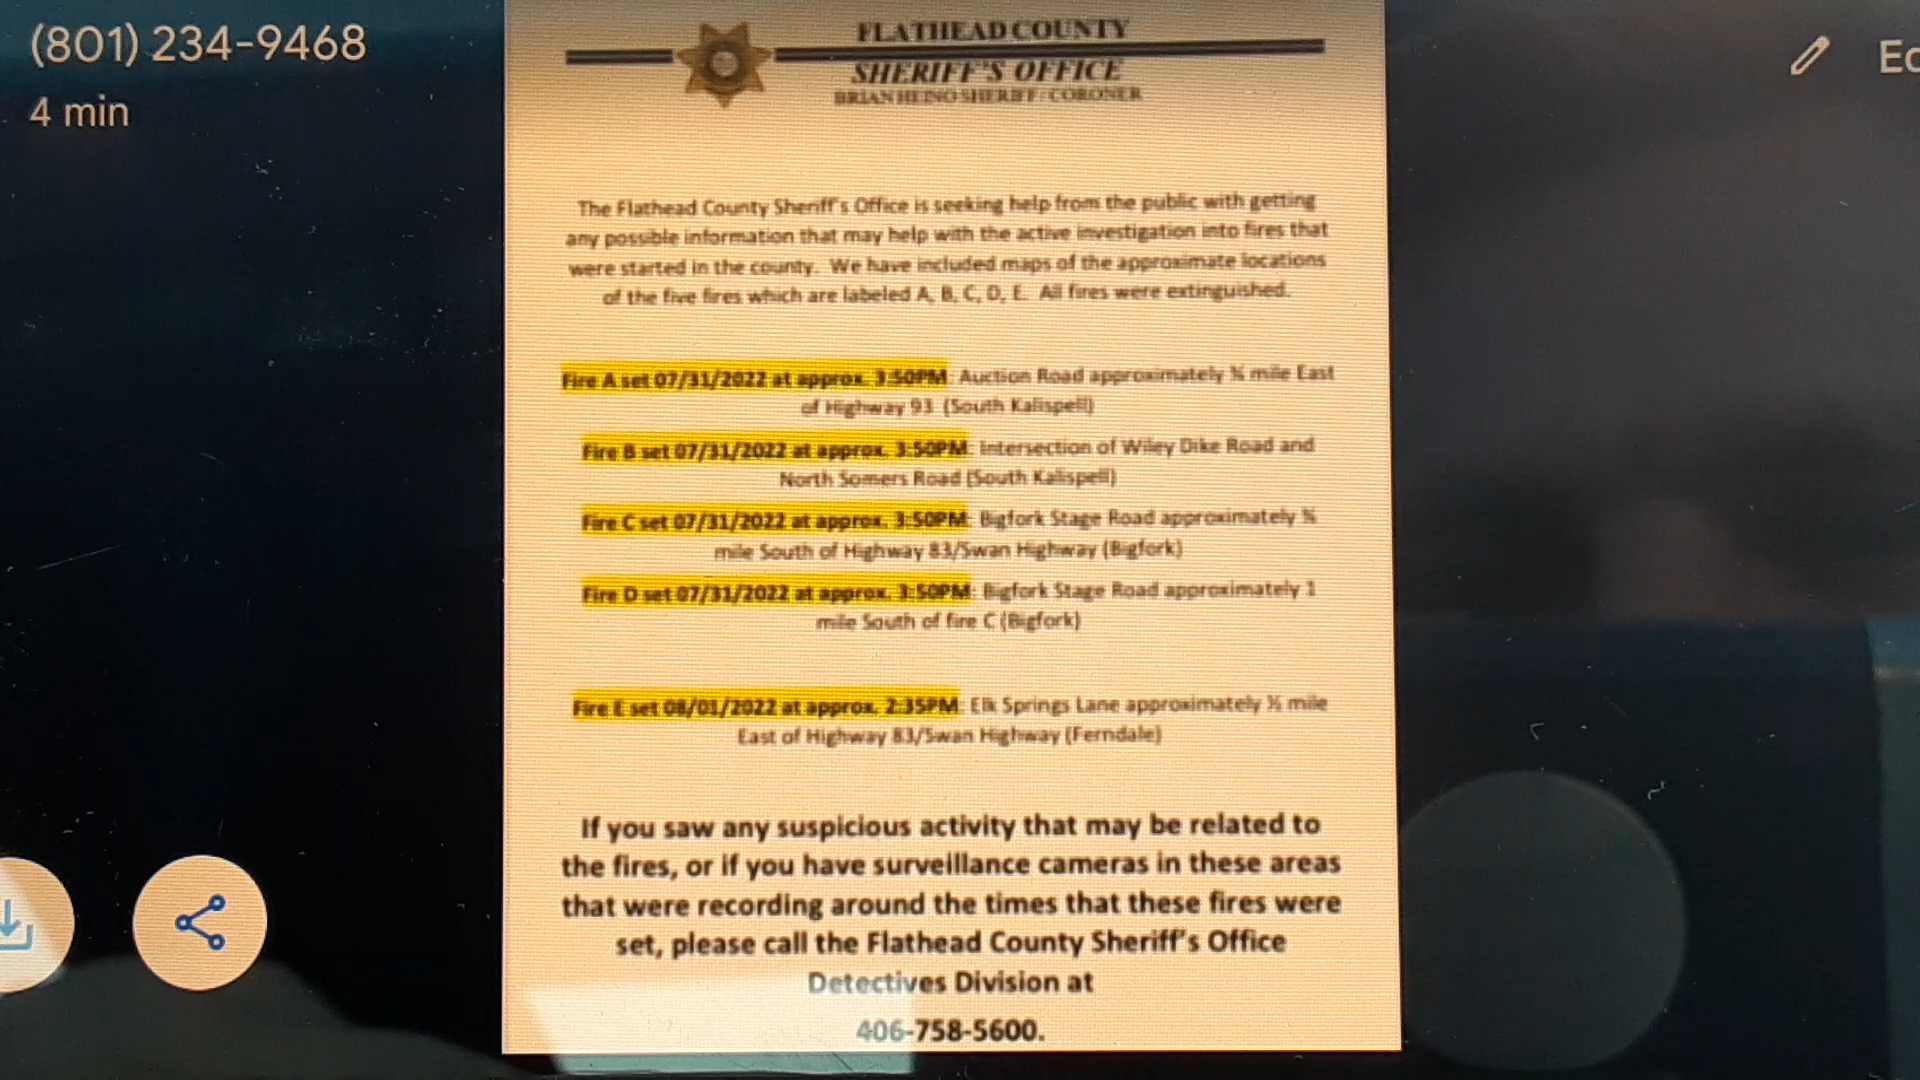 (801) 234-9468
4 min
FLATHEAD COUNTY
SHERIFF'S OFFICE
BRIAN HEINO SHERIFF / CORONER
The Flathead County Sheriff's Office is seeking help from the public with getting
any possible information that may help with the active investigation into fires that
were started in the county. We have included maps of the approximate locations
of the five fires which are labeled A, B, C, D, E. All fires were extinguished.
Fire A set 07/31/2022 at approx. 3:50PM: Auction Road approximately mile East
of Highway 93 (South Kalispell)
Fire B set 07/31/2022 at approx. 3:50PM: Intersection of Wiley Dike Road and
North Somers Road (South Kalispell)
Fire C set 07/31/2022 at approx. 3:50PM: Bigfork Stage Road approximately
mile South of Highway 83/Swan Highway (Bigfork)
Fire D set 07/31/2022 at approx. 3:50PM: Bigfork Stage Road approximately 1
mile South of fire C (Bigfork)
Fire E set 08/01/2022 at approx. 2:35PM: Elk Springs Lane approximately mile
East of Highway 83/Swan Highway (Ferndale)
If you saw any suspicious activity that may be related to
the fires, or if you have surveillance cameras in these areas
that were recording around the times that these fires were
set, please call the Flathead County Sheriff's Office
Detectives Division at
406-758-5600.